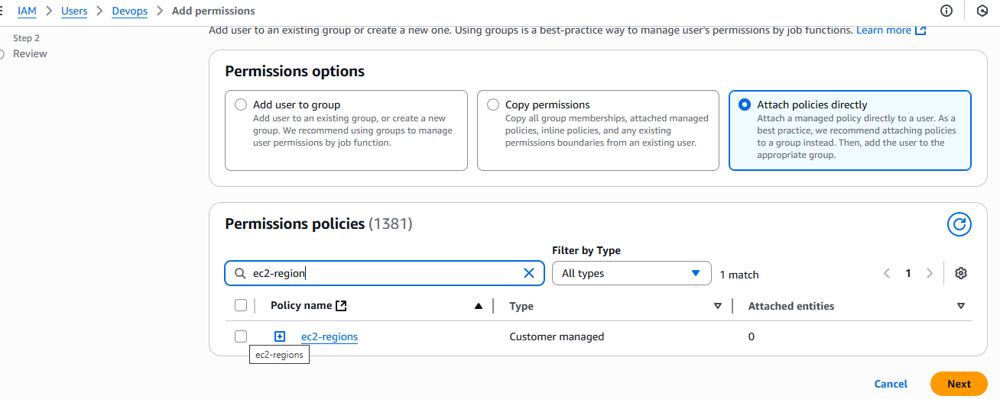 IAM > Users > Devops > Add permissions
Step 2
Review
Add user to an existing group or create a new one. Using groups is a best-practice way to manage user's permissions by job functions. Learn more
Permissions options
Add user to group
Add user to an existing group, or create a new
group. We recommend using groups to manage
user permissions by job function.
Copy permissions
Copy all group memberships, attached managed
policies, inline policies, and any existing
permissions boundaries from an existing user.
Attach policies directly
Attach a managed policy directly to a user. As a
best practice, we recommend attaching policies
to a group instead. Then, add the user to the
appropriate group.
Permissions policies (1381)
Filter by Type
ec2-region
All types
1 match
1
Policy name
Type
Attached entities
ec2-regions
Customer managed
0
ec2-regions
Cancel
Next